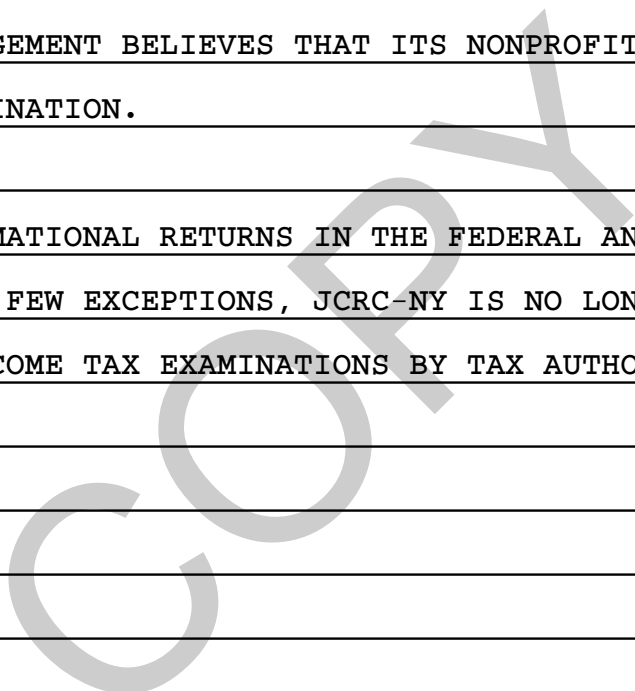 GEMENT BELIEVES THAT ITS NONPROFIT
INATION.
MATIONAL RETURNS IN THE FEDERAL AN
FEW EXCEPTIONS, JCRC-NY IS NO LON
COME TAX EXAMINATIONS BY TAX AUTHO
COPY